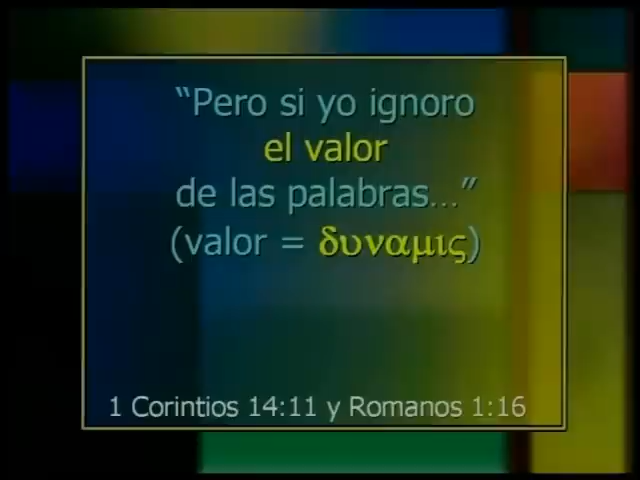 “Pero si yo ignoro
el valor
de las palabras…”
(valor = δυναμις)
1 Corintios 14:11 y Romanos 1:16